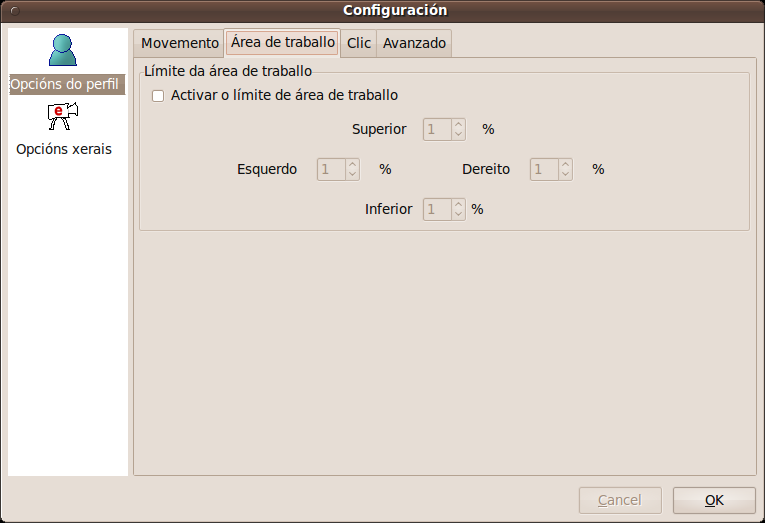 Configuración
Opcións do perfil
e
Opcións xerais
Movemento Área de traballo Clic Avanzado
Límite da área de traballo
Activar o límite de área de traballo
Superior 1 %
Esquerdo 1 % Dereito 1 %
Inferior 1 %
Cancel OK